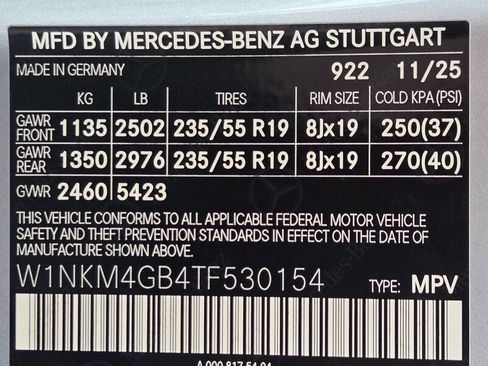 MFD BY MERCEDES-BENZ AG STUTTGART
MADE IN GERMANY 922 11/25
KG LB TIRES RIM SIZE COLD KPA(PSI)
GAWR FRONT 1135 2502 235/55 R19 8Jx19 250(37)
GAWR REAR 1350 2976 235/55 R19 8Jx19 270(40)
GVWR 2460 5423
THIS VEHICLE CONFORMS TO ALL APPLICABLE FEDERAL MOTOR VEHICLE
SAFETY AND THEFT PREVENTION STANDARDS IN EFFECT ON THE DATE OF
MANUFACTURE SHOWN ABOVE.
W1NKM4GB4TF530154 TYPE: MPV